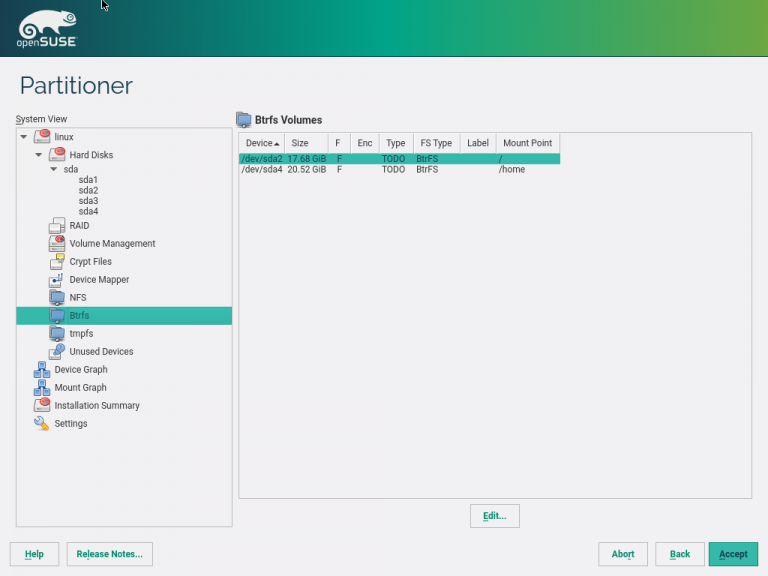 openSUSE
Partitioner
System View
linux
Hard Disks
sda
sda1
sda2
sda3
sda4
RAID
Volume Management
Crypt Files
Device Mapper
NFS
Btrfs
tmpfs
Unused Devices
Device Graph
Mount Graph
Installation Summary
Settings
Btrfs Volumes
Device Size F Enc Type FS Type Label Mount Point
/dev/sda2 17.68 GiB F TODO BtrFS /
/dev/sda4 20.52 GiB F TODO BtrFS /home
Edit...
Help Release Notes... Abort Back Accept